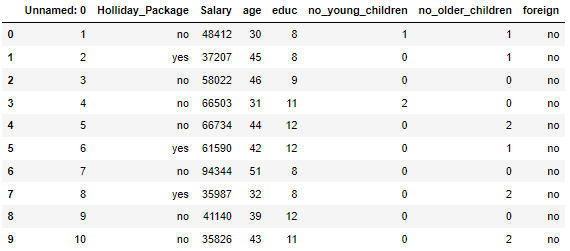 Unnamed: 0 Holliday_Package Salary age educ no_young_children no_older_children foreign
0 1 no 48412 30 8 1 1 no
1 2 yes 37207 45 8 0 1 no
2 3 no 58022 46 9 0 0 no
3 4 no 66503 31 11 2 0 no
4 5 no 66734 44 12 0 2 no
5 6 yes 61590 42 12 0 1 no
6 7 no 94344 51 8 0 0 no
7 8 yes 35987 32 8 0 2 no
8 9 no 41140 39 12 0 0 no
9 10 no 35826 43 11 0 2 no